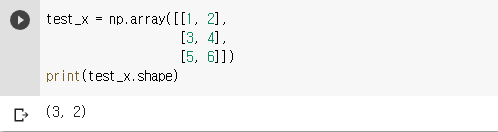 test_x = np.array([[1, 2],
[3, 4],
[5, 6]])
print(test_x.shape)
(3, 2)